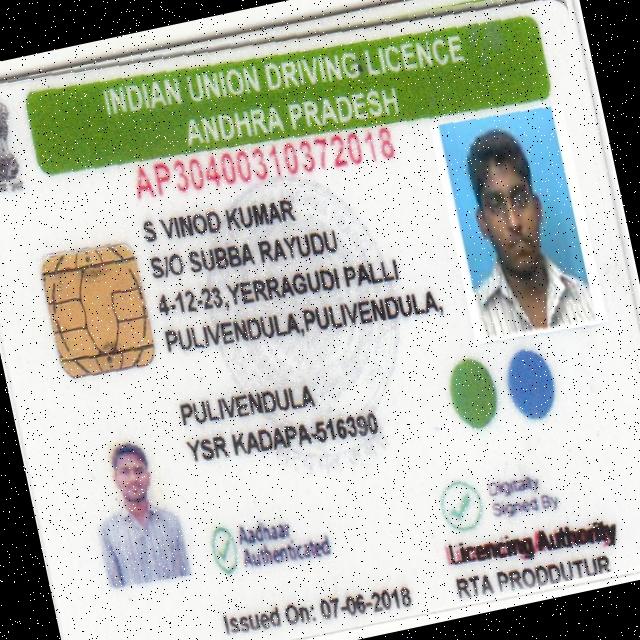 INDIAN UNION DRIVING LICENCE
ANDHRA PRADESH
AP30400310372018
S VINOD KUMAR
S/O SUBBA RAYUDU
4-12-23,YERRAGUDI PALLI
PULIVENDULA,PULIVENDULA,
PULIVENDULA
YSR KADAPA-516390
Aadhaar
Authenticated
Digitally
Signed By
Licencing Authority
RTA PRODDUTUR
Issued On: 07-06-2018